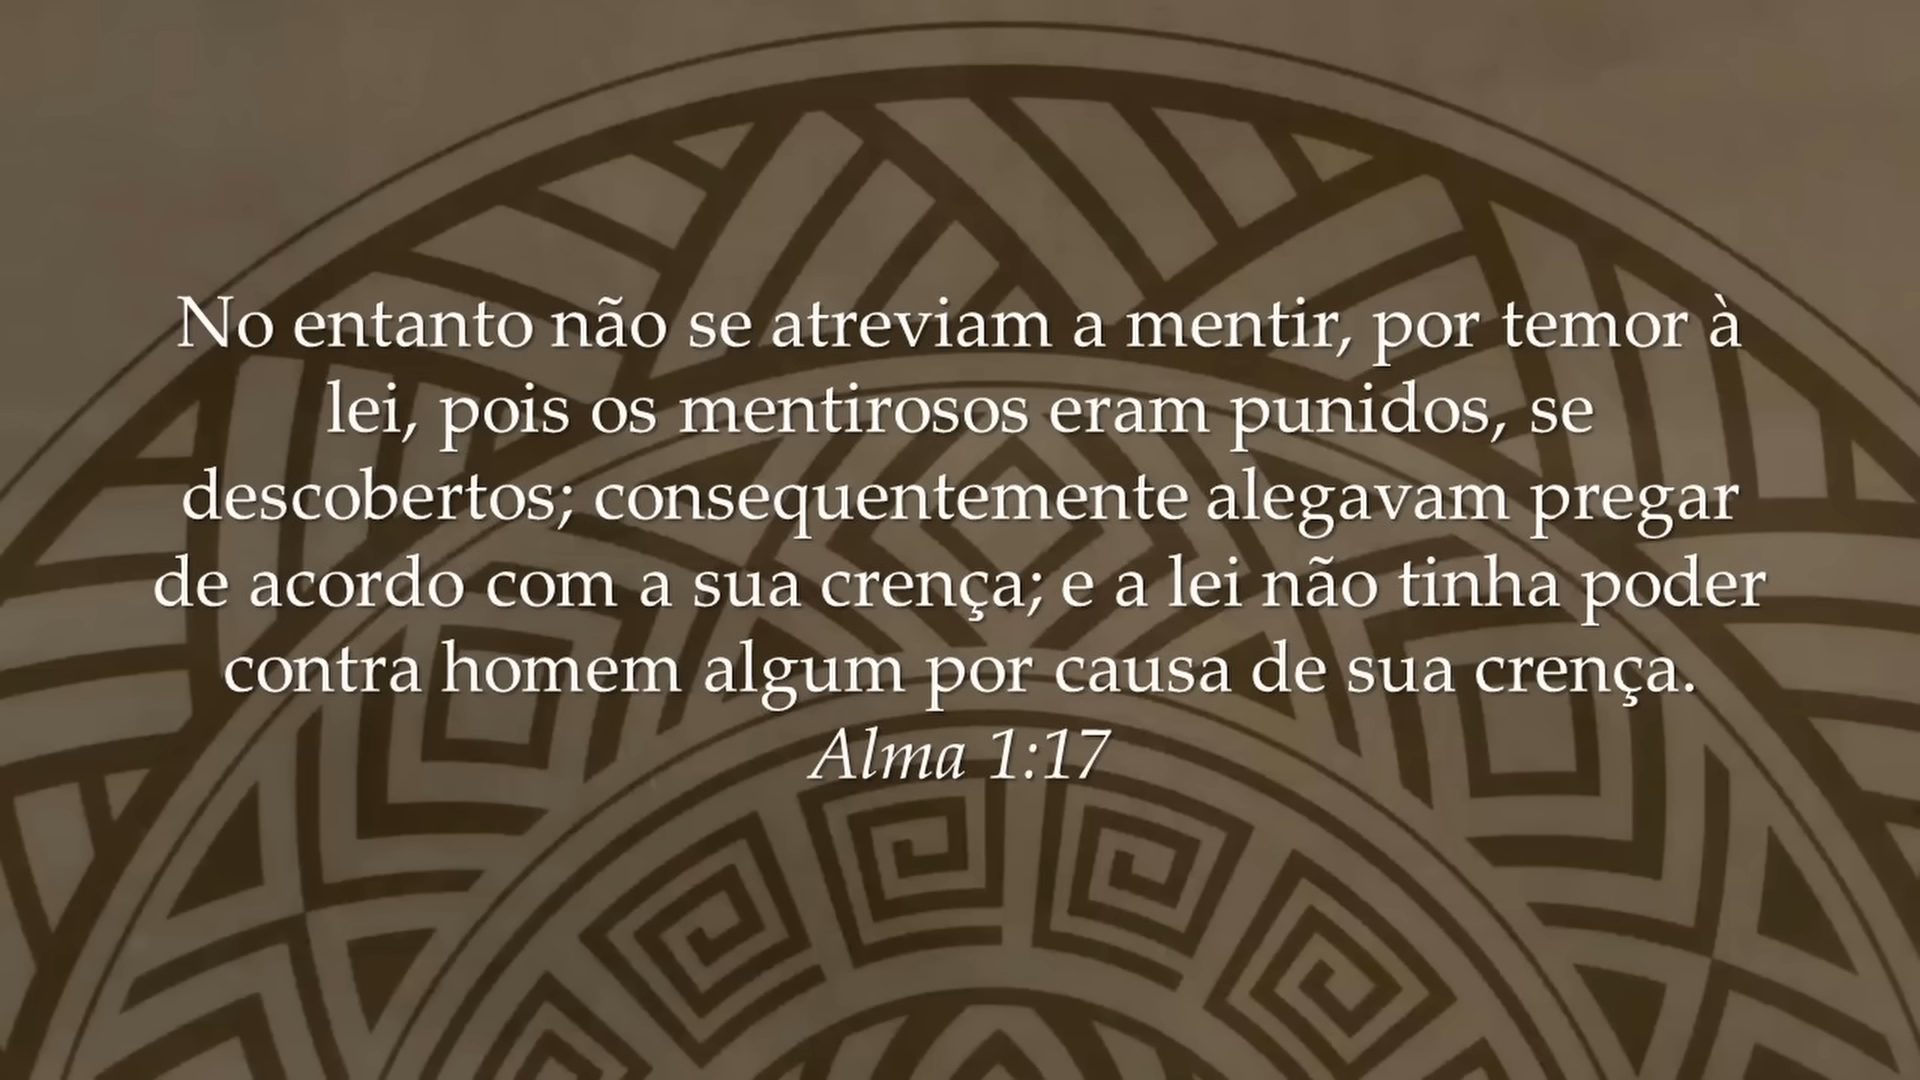 No entanto não se atreviam a mentir, por temor à
lei, pois os mentirosos eram punidos, se
descobertos; consequentemente alegavam pregar
de acordo com a sua crença; e a lei não tinha poder
contra homem algum por causa de sua crença.
Alma 1:17